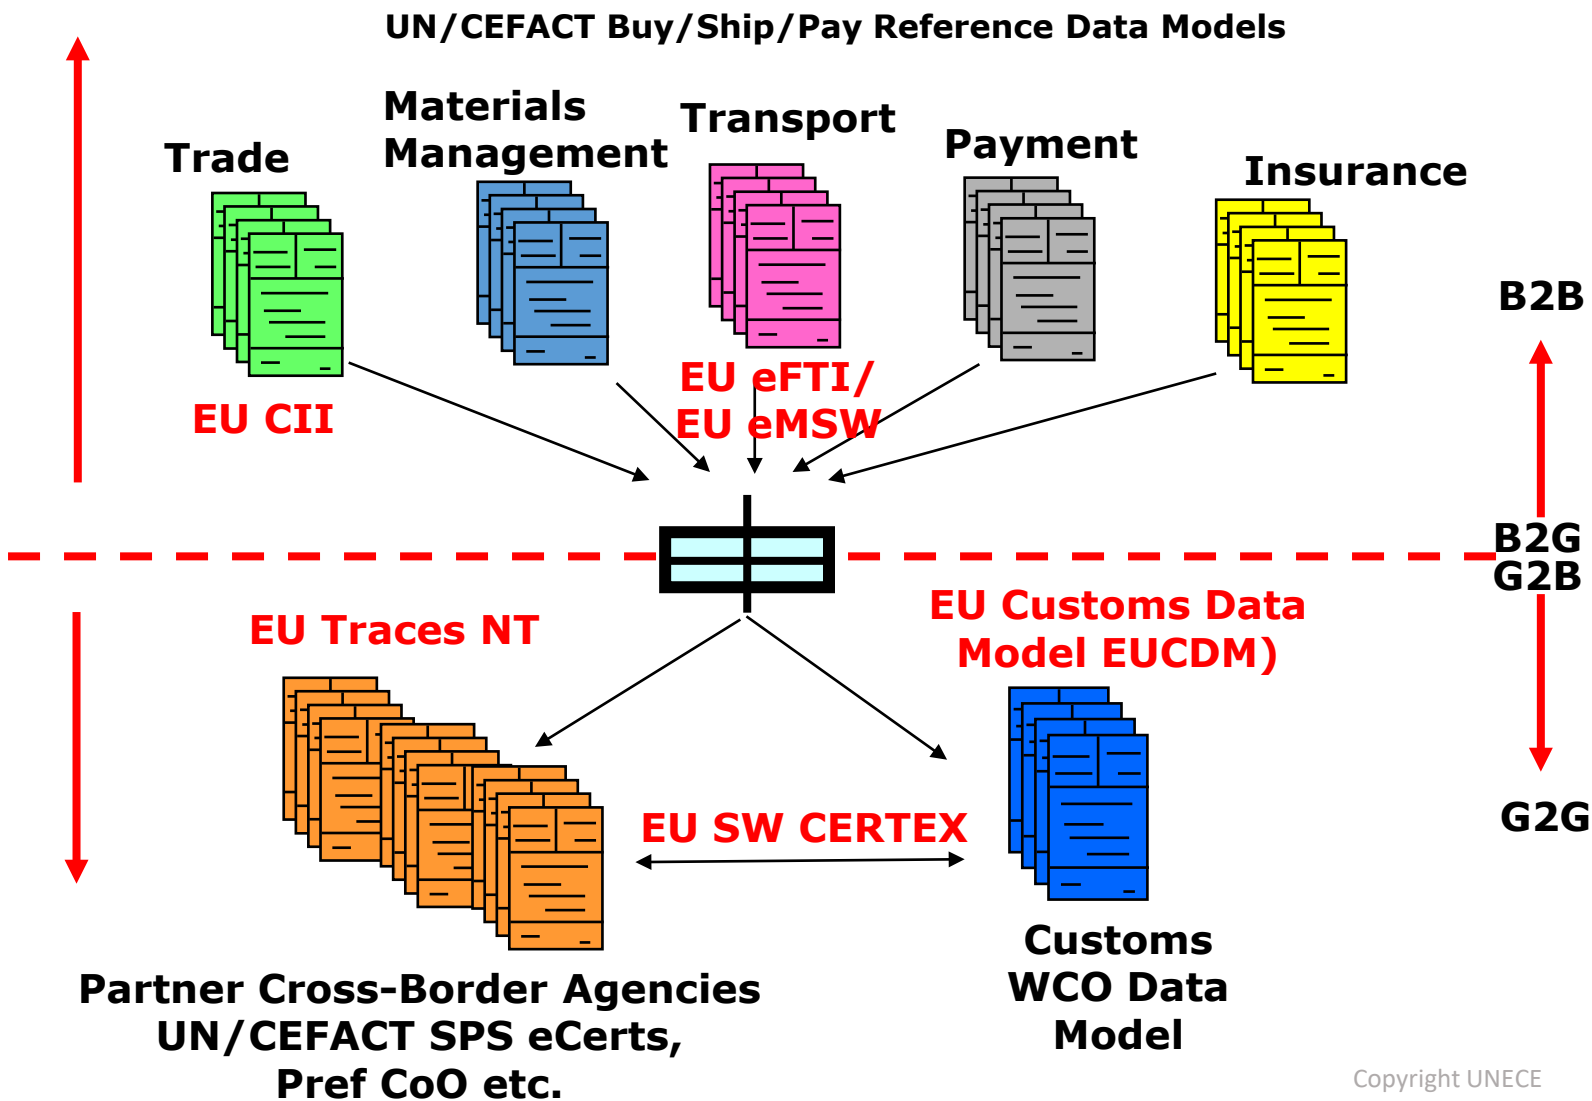 UN/CEFACT Buy/Ship/Pay Reference Data Models
Trade
Materials
Management
Transport
Payment
Insurance
B2B
EU CII
EU eFTI/
EU eMSW
B2G
G2B
EU Traces NT
EU Customs Data
Model EUCDM)
EU SW CERTEX
G2G
Partner Cross-Border Agencies
UN/CEFACT SPS eCerts,
Pref CoO etc.
Customs
WCO Data
Model
Copyright UNECE